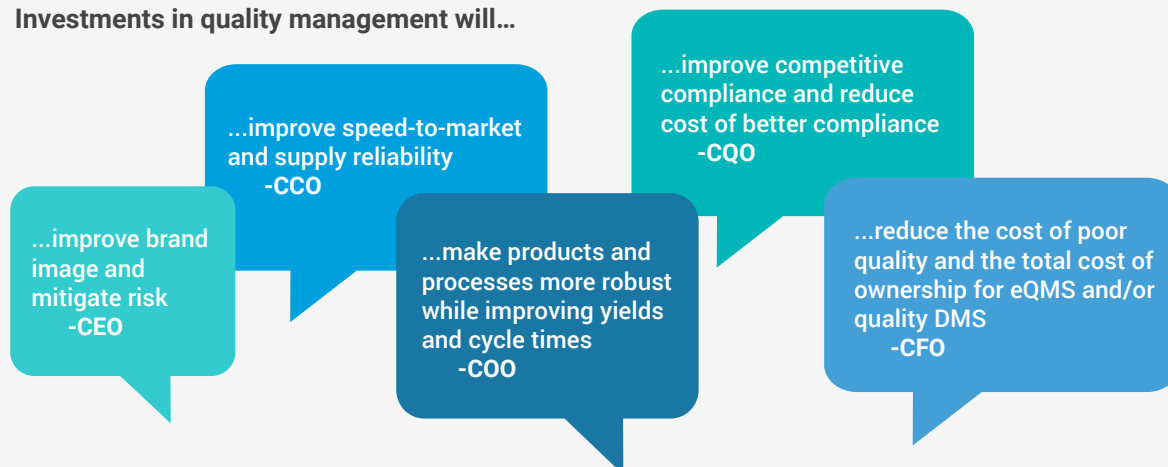 Investments in quality management will…
...improve brand
image and
mitigate risk
-CEO
...improve speed-to-market
and supply reliability
-CCO
...make products and
processes more robust
while improving yields
and cycle times
-COO
...improve competitive
compliance and reduce
cost of better compliance
-CQO
...reduce the cost of poor
quality and the total cost of
ownership for eQMS and/or
quality DMS
-CFO